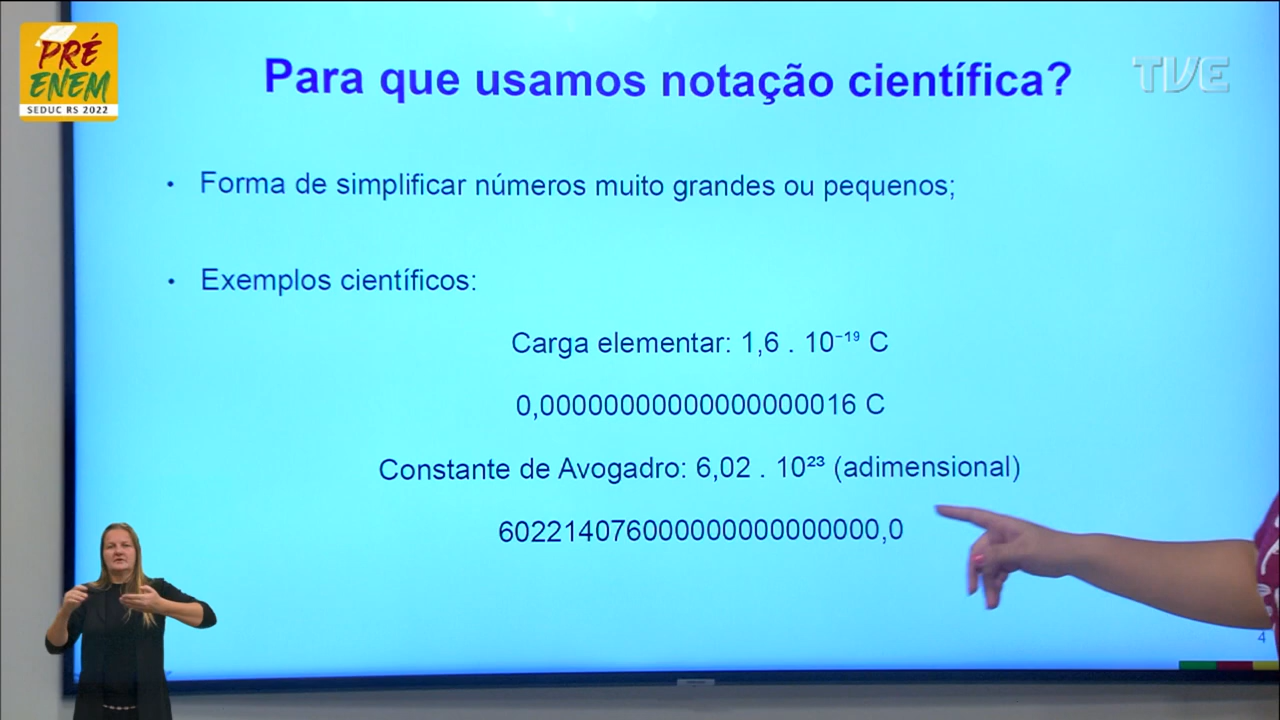 PRÉ
ENEM
SEDUC RS 2022
TVE
Para que usamos notação científica?
• Forma de simplificar números muito grandes ou pequenos;
• Exemplos científicos:
Carga elementar: 1,6 . 10⁻¹⁹ C
0,00000000000000000016 C
Constante de Avogadro: 6,02 . 10²³ (adimensional)
602214076000000000000000,0
4